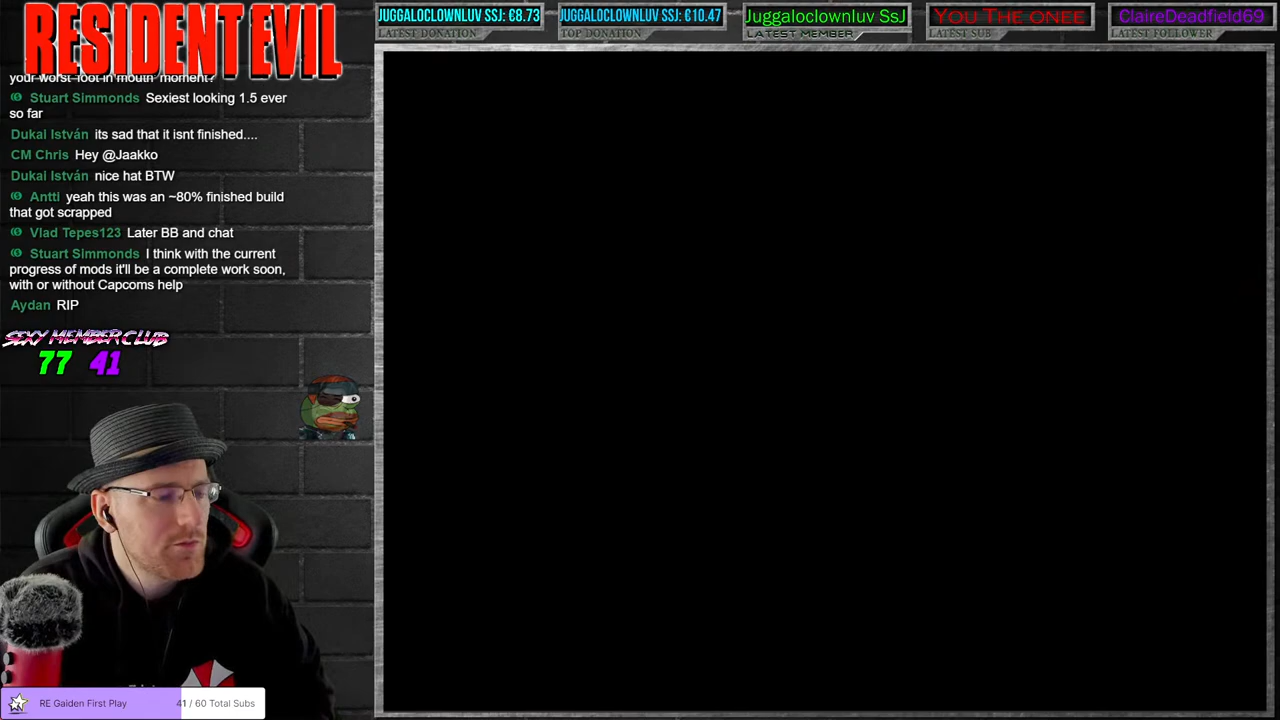 RESIDENT EVIL
JUGGALOCLOWNLUV SSJ: €8.73
LATEST DONATION
JUGGALOCLOWNLUV SSJ: €10.47
TOP DONATION
Juggaloclownluv SsJ
LATEST MEMBER
You The onee
LATEST SUB
ClaireDeadfield69
LATEST FOLLOWER
your worst 'foot in mouth' moment?
Stuart Simmonds Sexiest looking 1.5 ever
so far
Dukal István its sad that it isnt finished....
CM Chris Hey @Jaakko
Dukal István nice hat BTW
Antti yeah this was an ~80% finished build
that got scrapped
Vlad Tepes123 Later BB and chat
Stuart Simmonds I think with the current
progress of mods it'll be a complete work soon,
with or without Capcoms help
Aydan RIP
SEXY MEMBER CLUB
77 41
RE Gaiden First Play 41 / 60 Total Subs